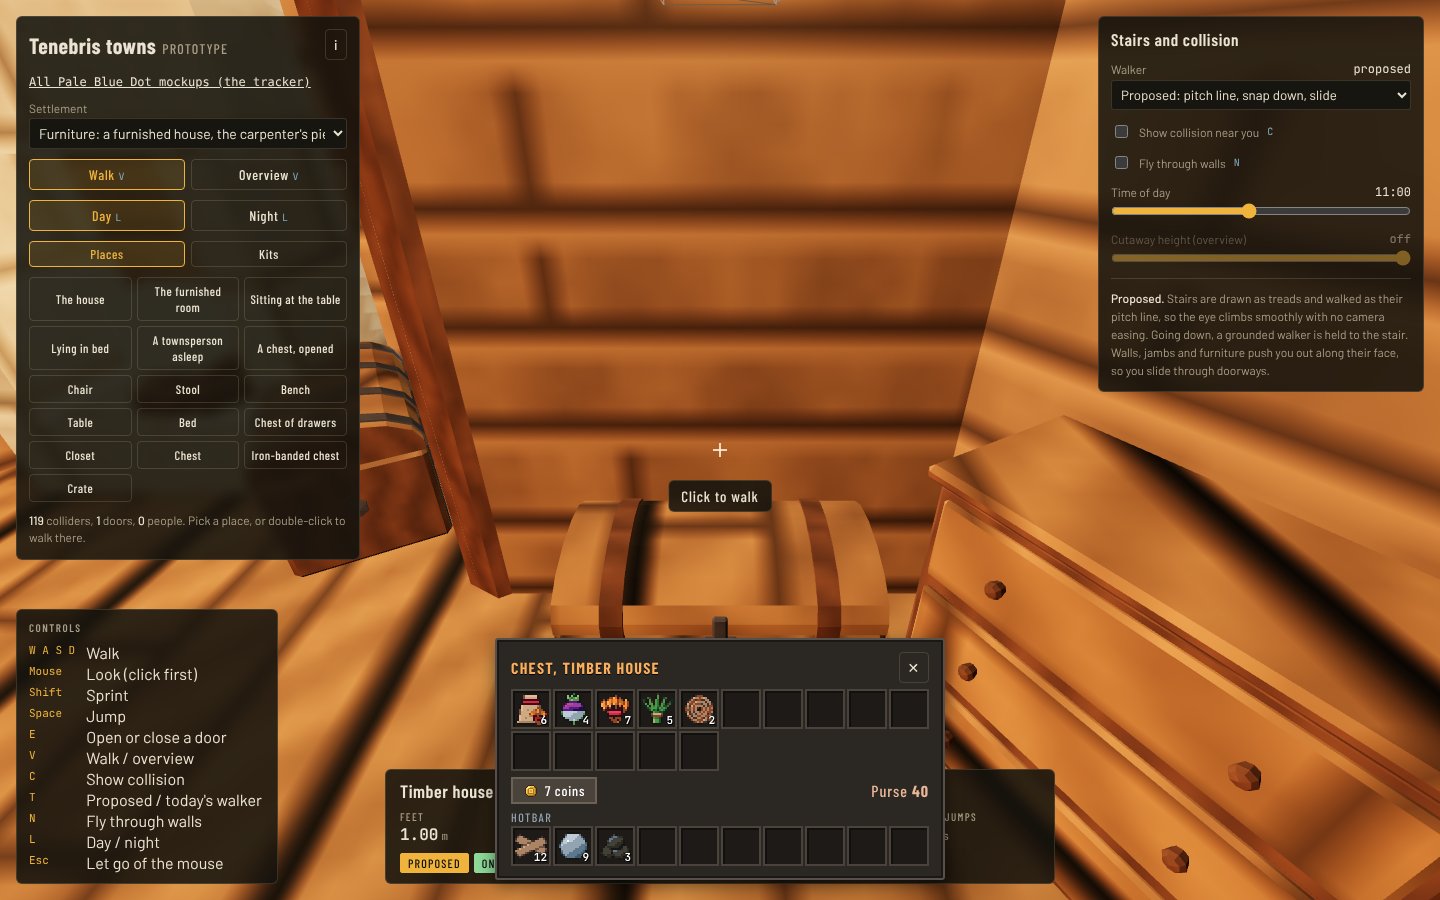 Tenebris towns PROTOTYPE
i
All Pale Blue Dot mockups (the tracker)
Settlement
Furniture: a furnished house, the carpenter's pie
Walk V
Overview V
Day L
Night L
Places
Kits
The house
The furnished
room
Sitting at the table
Lying in bed
A townsperson
asleep
A chest, opened
Chair
Stool
Bench
Table
Bed
Chest of drawers
Closet
Chest
Iron-banded chest
Crate
119 colliders, 1 doors, 0 people. Pick a place, or double-click to
walk there.
CONTROLS
W A S D Walk
Mouse Look (click first)
Shift Sprint
Space Jump
E Open or close a door
V Walk / overview
C Show collision
T Proposed / today's walker
N Fly through walls
L Day / night
Esc Let go of the mouse
Click to walk
Timber house
FEET
1.00 m
PROPOSED
ON
JUMPS
s
CHEST, TIMBER HOUSE
✕
6 4 7 5 2
7 coins
Purse 40
HOTBAR
12 9 3
Stairs and collision
Walker proposed
Proposed: pitch line, snap down, slide
Show collision near you C
Fly through walls N
Time of day 11:00
Cutaway height (overview) off
Proposed. Stairs are drawn as treads and walked as their
pitch line, so the eye climbs smoothly with no camera
easing. Going down, a grounded walker is held to the stair.
Walls, jambs and furniture push you out along their face,
so you slide through doorways.